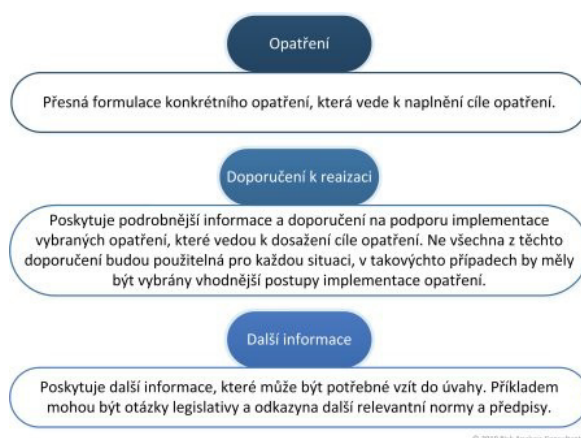 Opatření
Přesná formulace konkrétního opatření, která vede k naplnění cíle opatření.
Doporučení k reaizaci
Poskytuje podrobnější informace a doporučení na podporu implementace
vybraných opatření, které vedou k dosažení cíle opatření. Ne všechna z těchto
doporučení budou použitelná pro každou situaci, v takovýchto případech by měly
být vybrány vhodnější postupy implementace opatření.
Další informace
Poskytuje další informace, které může být potřebné vzít do úvahy. Příkladem
mohou být otázky legislativy a odkazyna další relevantní normy a předpisy.